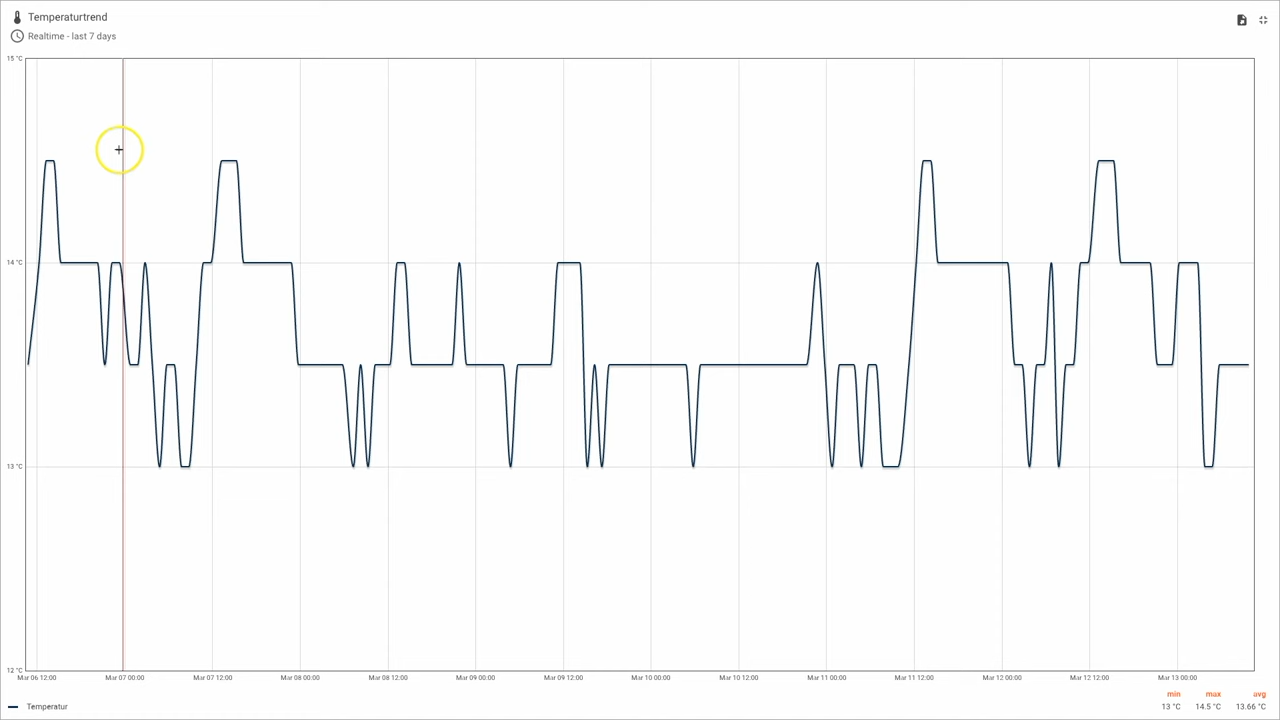 Temperaturtrend
Realtime - last 7 days
15 °C
14 °C
13 °C
12 °C
Mar 06 12:00 Mar 07 00:00 Mar 07 12:00 Mar 08 00:00 Mar 08 12:00 Mar 09 00:00 Mar 09 12:00 Mar 10 00:00 Mar 10 12:00 Mar 11 00:00 Mar 11 12:00 Mar 12 00:00 Mar 12 12:00 Mar 13 00:00
min max avg
Temperatur 13 °C 14.5 °C 13.66 °C